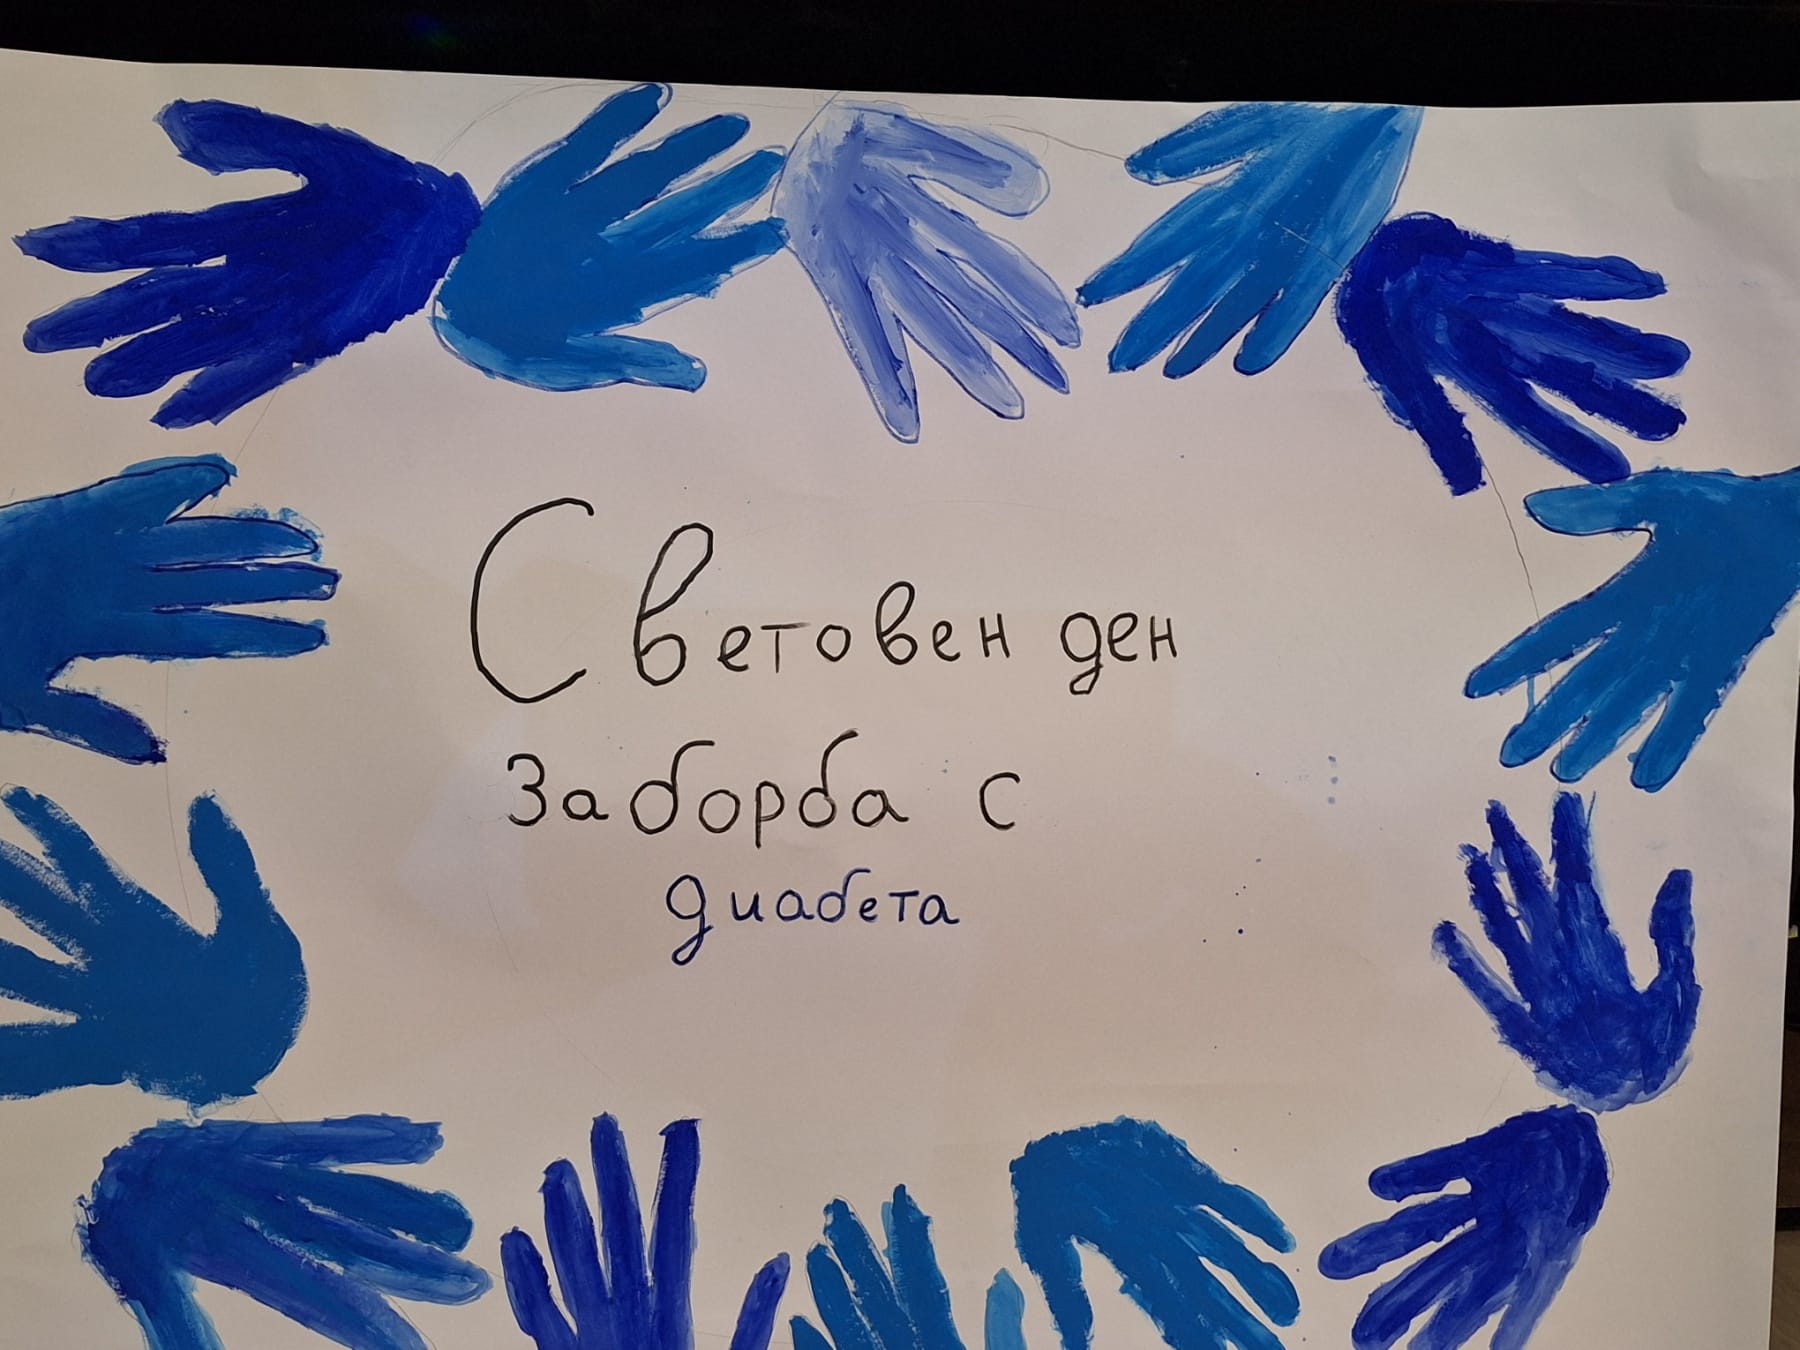 Световен ден
За борба с
диабета